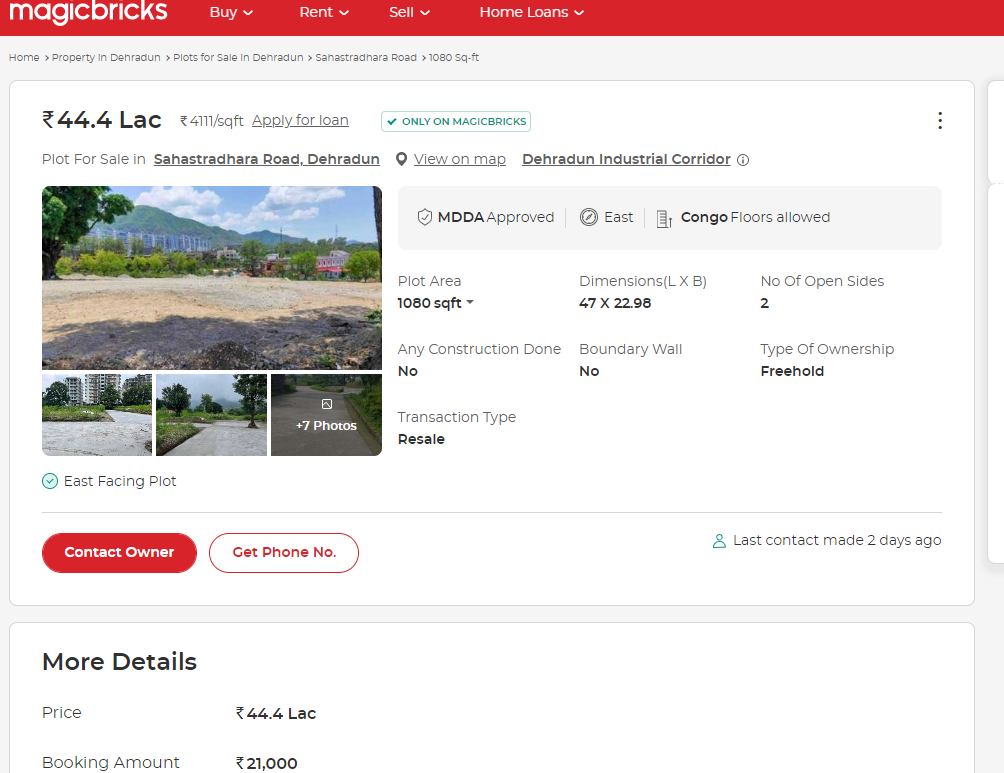 magicbricks
Buy Rent Sell Home Loans
Home > Property in Dehradun > Plots for Sale in Dehradun > Sahastradhara Road > 1080 Sq-ft
₹44.4 Lac ₹4111/sqft Apply for loan ONLY ON MAGICBRICKS
Plot For Sale in Sahastradhara Road, Dehradun View on map Dehradun Industrial Corridor
MDDA Approved East Congo Floors allowed
Plot Area Dimensions(L X B) No Of Open Sides
1080 sqft 47 X 22.98 2
Any Construction Done Boundary Wall Type Of Ownership
No No Freehold
Transaction Type
Resale
+7 Photos
East Facing Plot
Contact Owner Get Phone No. Last contact made 2 days ago
More Details
Price ₹44.4 Lac
Booking Amount ₹21,000